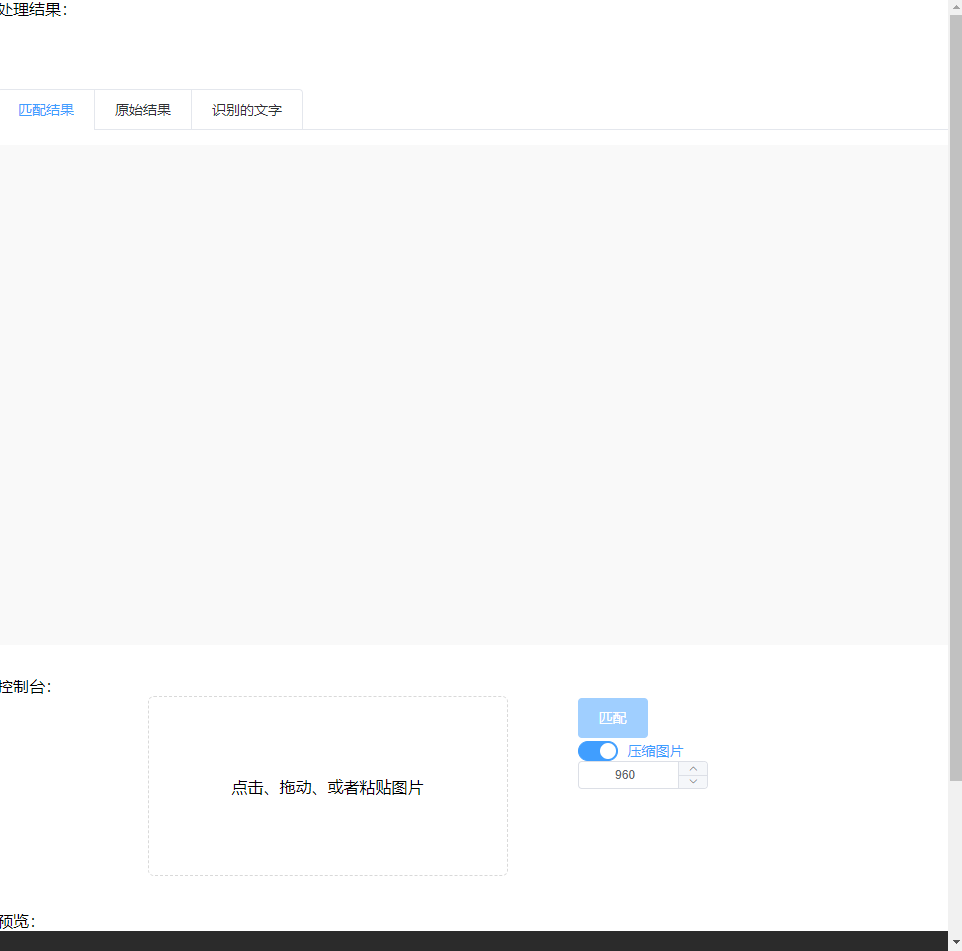 处理结果：
匹配结果 原始结果 识别的文字
控制台：
匹配
压缩图片
960
点击、拖动、或者粘贴图片
预览：